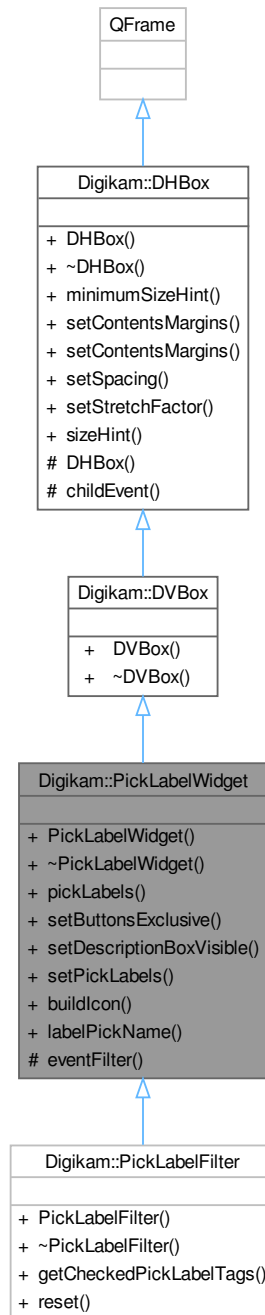 QFrame
Digikam::DHBox
+ DHBox()
+ ~DHBox()
+ minimumSizeHint()
+ setContentsMargins()
+ setContentsMargins()
+ setSpacing()
+ setStretchFactor()
+ sizeHint()
# DHBox()
# childEvent()
Digikam::DVBox
+ DVBox()
+ ~DVBox()
Digikam::PickLabelWidget
+ PickLabelWidget()
+ ~PickLabelWidget()
+ pickLabels()
+ setButtonsExclusive()
+ setDescriptionBoxVisible()
+ setPickLabels()
+ buildIcon()
+ labelPickName()
# eventFilter()
Digikam::PickLabelFilter
+ PickLabelFilter()
+ ~PickLabelFilter()
+ getCheckedPickLabelTags()
+ reset()